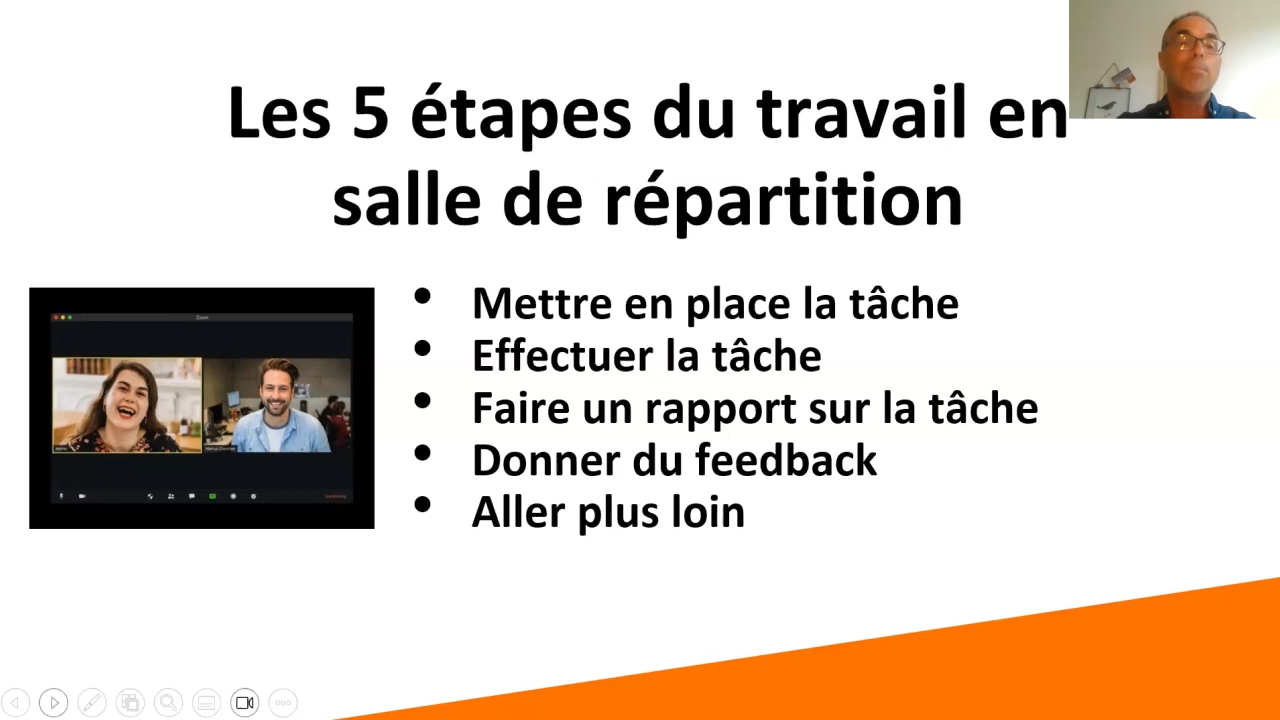 Les 5 étapes du travail en
salle de répartition
Zoom
• Mettre en place la tâche
• Effectuer la tâche
• Faire un rapport sur la tâche
• Donner du feedback
• Aller plus loin